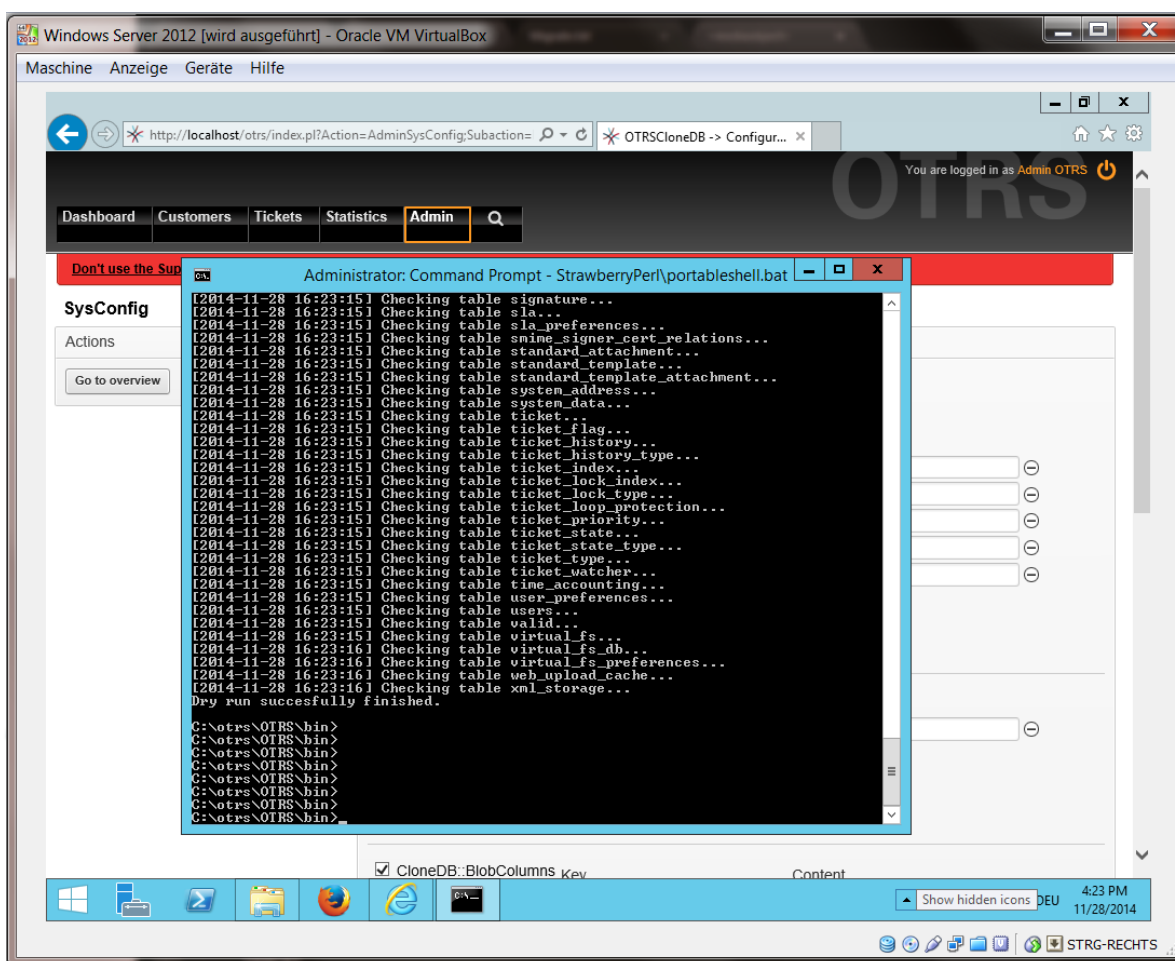 Windows Server 2012 [wird ausgeführt] - Oracle VM VirtualBox
Maschine Anzeige Geräte Hilfe
http://localhost/otrs/index.pl?Action=AdminSysConfig;Subaction=
OTRSCloneDB -> Configur...
OTRS
You are logged in as Admin OTRS
Dashboard Customers Tickets Statistics Admin
Don't use the Sup
Administrator: Command Prompt - StrawberryPerl\portableshell.bat
SysConfig
Actions
Go to overview
[2014-11-28 16:23:15] Checking table signature...
[2014-11-28 16:23:15] Checking table sla...
[2014-11-28 16:23:15] Checking table sla_preferences...
[2014-11-28 16:23:15] Checking table smime_signer_cert_relations...
[2014-11-28 16:23:15] Checking table standard_attachment...
[2014-11-28 16:23:15] Checking table standard_template...
[2014-11-28 16:23:15] Checking table standard_template_attachment...
[2014-11-28 16:23:15] Checking table system_address...
[2014-11-28 16:23:15] Checking table system_data...
[2014-11-28 16:23:15] Checking table ticket...
[2014-11-28 16:23:15] Checking table ticket_flag...
[2014-11-28 16:23:15] Checking table ticket_history...
[2014-11-28 16:23:15] Checking table ticket_history_type...
[2014-11-28 16:23:15] Checking table ticket_index...
[2014-11-28 16:23:15] Checking table ticket_lock_index...
[2014-11-28 16:23:15] Checking table ticket_lock_type...
[2014-11-28 16:23:15] Checking table ticket_loop_protection...
[2014-11-28 16:23:15] Checking table ticket_priority...
[2014-11-28 16:23:15] Checking table ticket_state...
[2014-11-28 16:23:15] Checking table ticket_state_type...
[2014-11-28 16:23:15] Checking table ticket_type...
[2014-11-28 16:23:15] Checking table ticket_watcher...
[2014-11-28 16:23:15] Checking table time_accounting...
[2014-11-28 16:23:15] Checking table user_preferences...
[2014-11-28 16:23:15] Checking table users...
[2014-11-28 16:23:15] Checking table valid...
[2014-11-28 16:23:15] Checking table virtual_fs...
[2014-11-28 16:23:16] Checking table virtual_fs_db...
[2014-11-28 16:23:16] Checking table virtual_fs_preferences...
[2014-11-28 16:23:16] Checking table web_upload_cache...
[2014-11-28 16:23:16] Checking table xml_storage...
Dry run succesfully finished.
C:\otrs\OTRS\bin>
C:\otrs\OTRS\bin>
C:\otrs\OTRS\bin>
C:\otrs\OTRS\bin>
C:\otrs\OTRS\bin>
C:\otrs\OTRS\bin>
C:\otrs\OTRS\bin>
C:\otrs\OTRS\bin>_
CloneDB::BlobColumns Key Content
Show hidden icons DEU 4:23 PM
11/28/2014
STRG-RECHTS